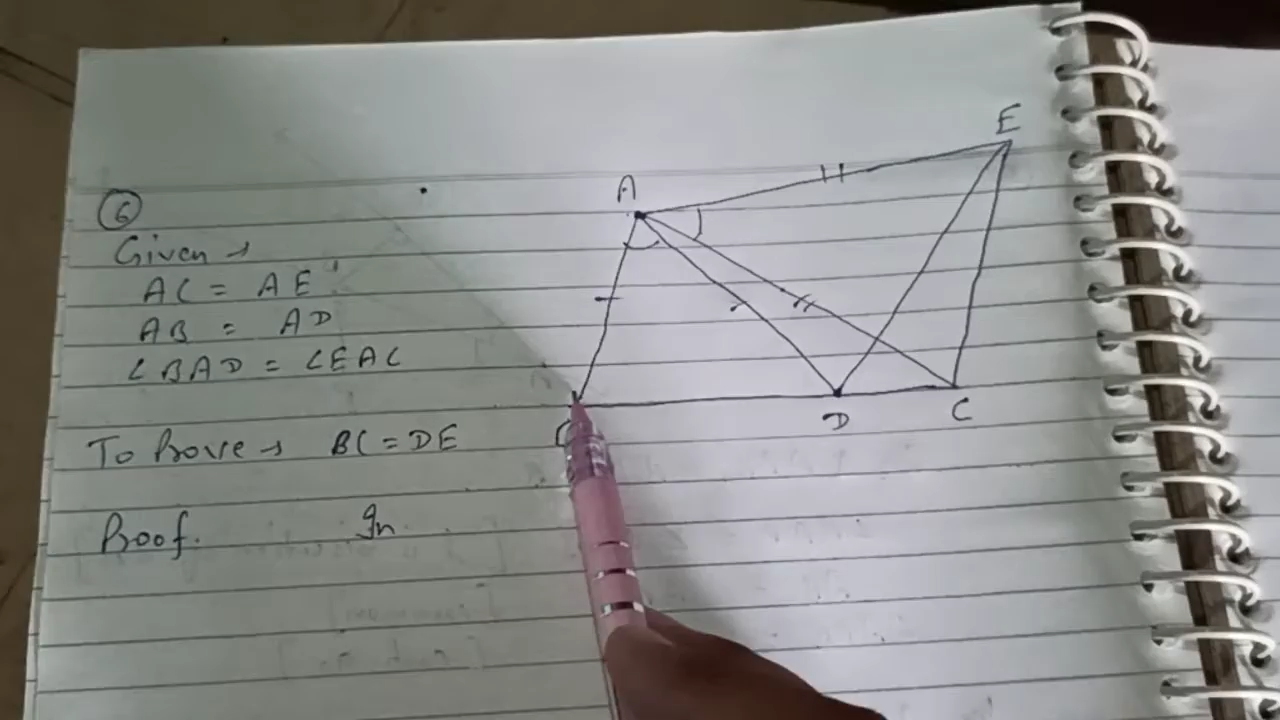 6
Given →
AC = AE
AB = AD
∠BAD = ∠EAC
To Prove → BC = DE
Proof. In
A
E
D
C